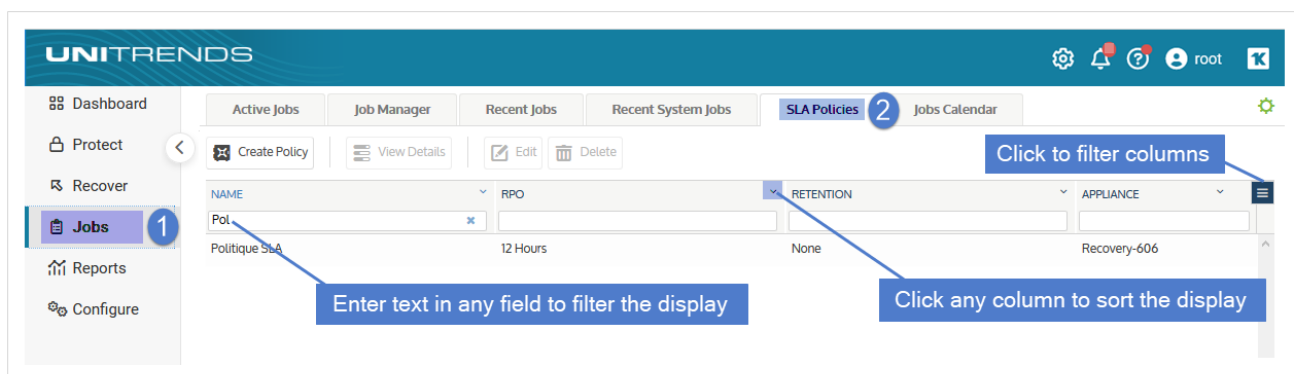 UNITRENDS
root
Dashboard
Active Jobs Job Manager Recent Jobs Recent System Jobs SLA Policies 2 Jobs Calendar
Protect
Create Policy View Details Edit Delete
Click to filter columns
Recover
NAME RPO RETENTION APPLIANCE
Jobs 1
Pol
Politique SLA 12 Hours None Recovery-606
Reports
Enter text in any field to filter the display
Click any column to sort the display
Configure